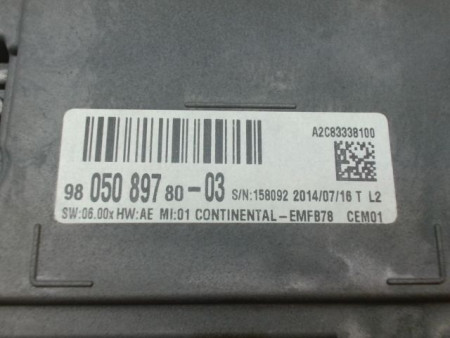 A2C83338100
98 050 897 80-03 S/N:158092 2014/07/16 T L2
SW:06.00x HW:AE MI:01 CONTINENTAL-EMFB78 CEM01